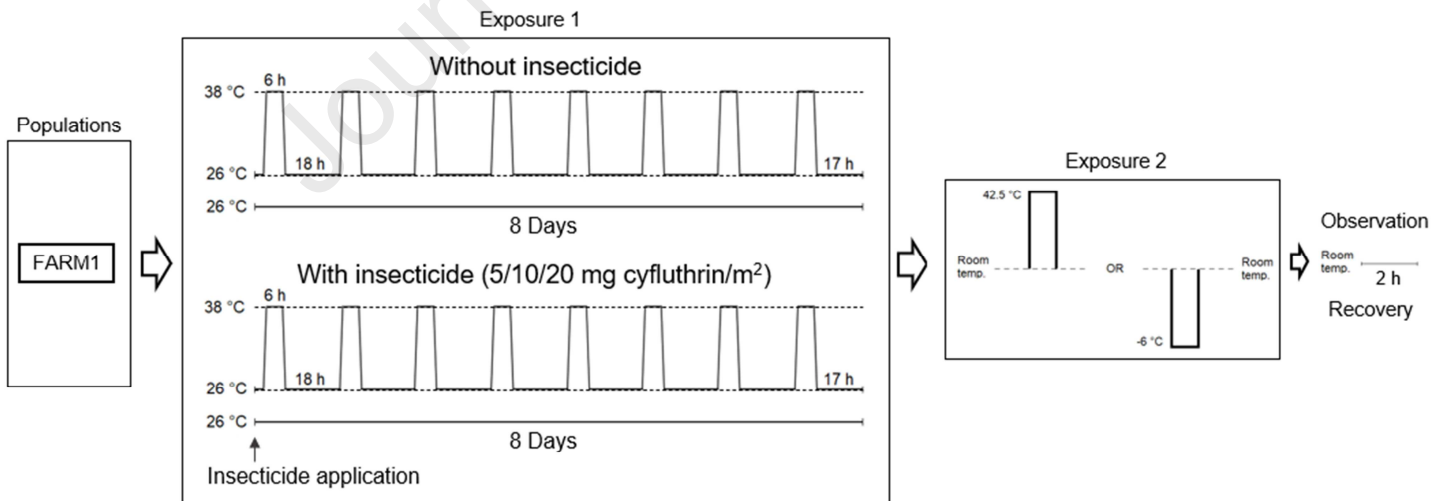 Journ
Exposure 1
Populations
FARM1
Without insecticide
6 h
38 °C
18 h
17 h
26 °C
26 °C
8 Days
With insecticide (5/10/20 mg cyfluthrin/m²)
6 h
38 °C
18 h
17 h
26 °C
26 °C
8 Days
Insecticide application
Exposure 2
42.5 °C
Room
temp.
OR
Room
temp.
-6 °C
Observation
Room
temp.
2 h
Recovery